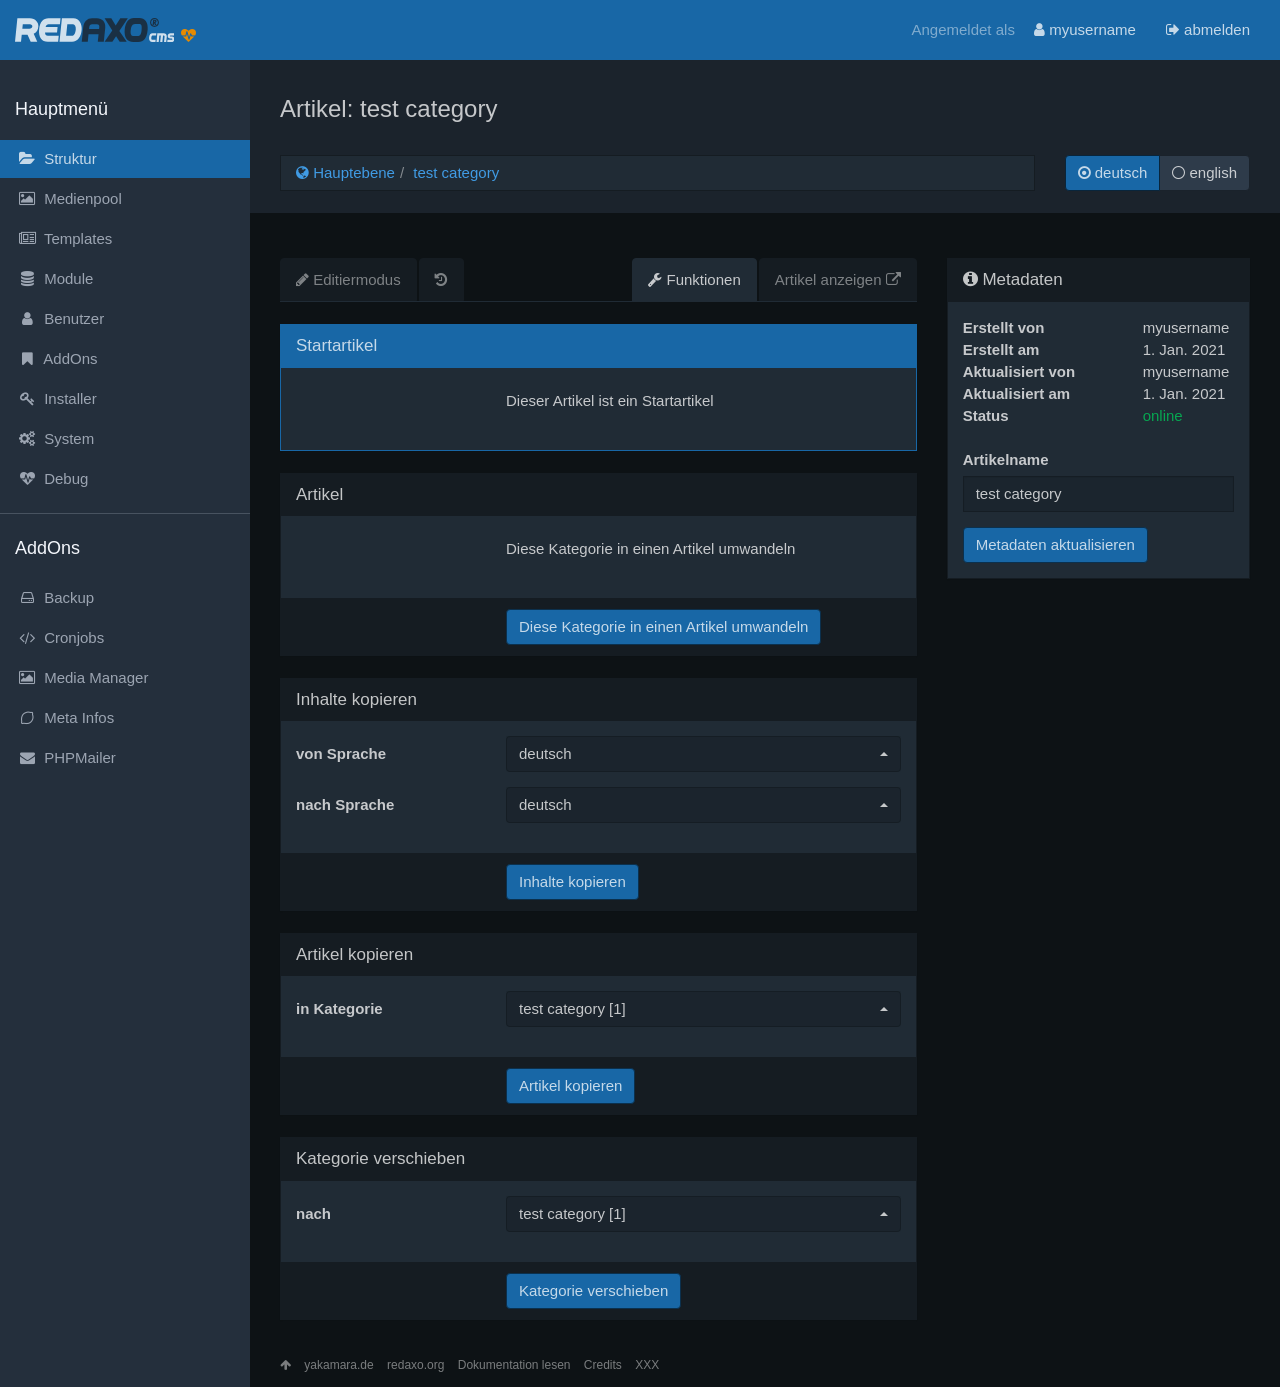 REDAXO® cms
Angemeldet als myusername abmelden
Hauptmenü
Struktur
Medienpool
Templates
Module
Benutzer
AddOns
Installer
System
Debug
AddOns
Backup
Cronjobs
Media Manager
Meta Infos
PHPMailer
Artikel: test category
Hauptebene / test category
deutsch english
Editiermodus
Funktionen Artikel anzeigen
Startartikel
Dieser Artikel ist ein Startartikel
Artikel
Diese Kategorie in einen Artikel umwandeln
Diese Kategorie in einen Artikel umwandeln
Inhalte kopieren
von Sprache deutsch
nach Sprache deutsch
Inhalte kopieren
Artikel kopieren
in Kategorie test category [1]
Artikel kopieren
Kategorie verschieben
nach test category [1]
Kategorie verschieben
Metadaten
Erstellt von myusername
Erstellt am 1. Jan. 2021
Aktualisiert von myusername
Aktualisiert am 1. Jan. 2021
Status online
Artikelname
test category
Metadaten aktualisieren
yakamara.de redaxo.org Dokumentation lesen Credits XXX